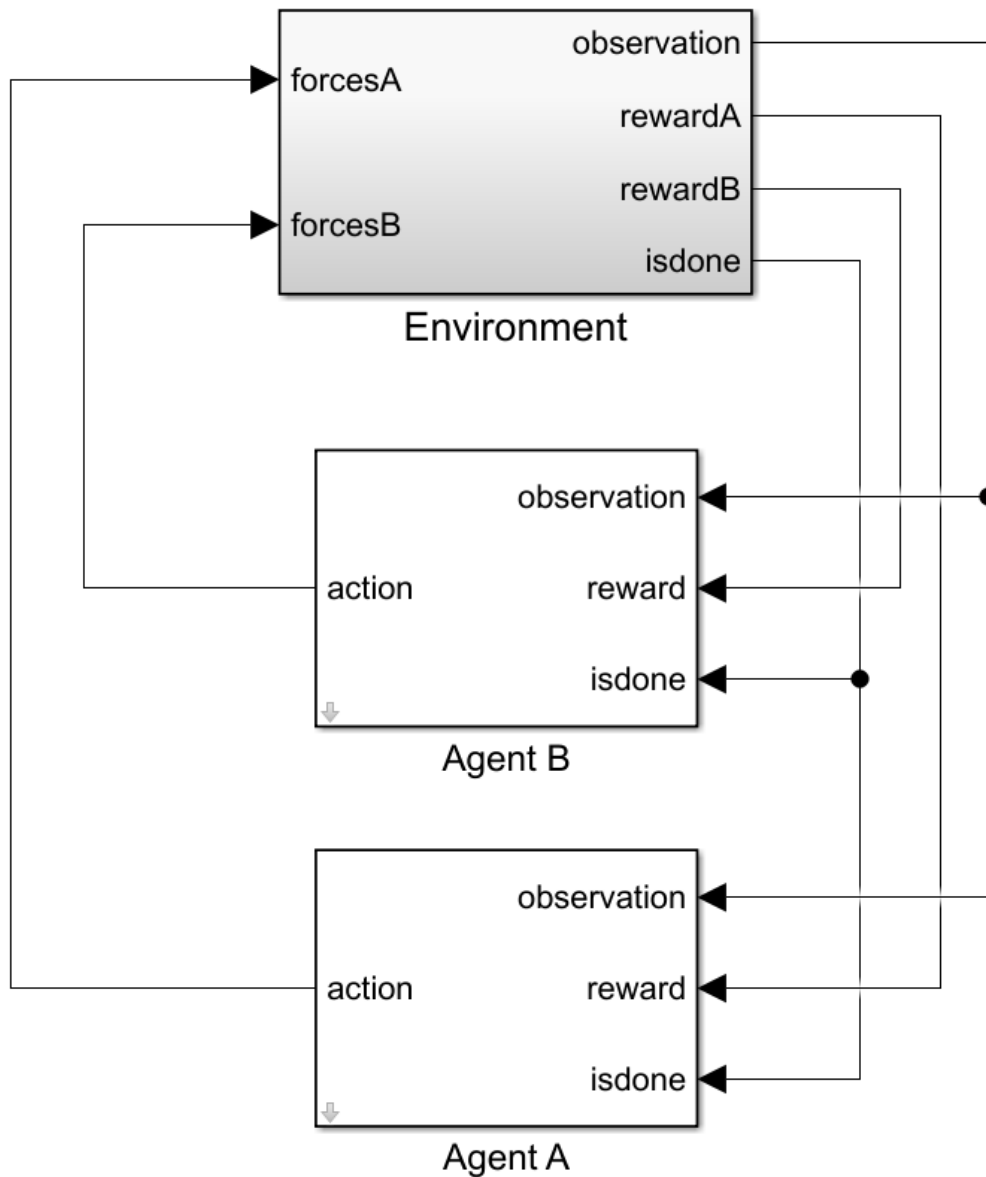 observation
forcesA
rewardA
rewardB
forcesB
isdone
Environment
observation
action
reward
isdone
Agent B
observation
action
reward
isdone
Agent A